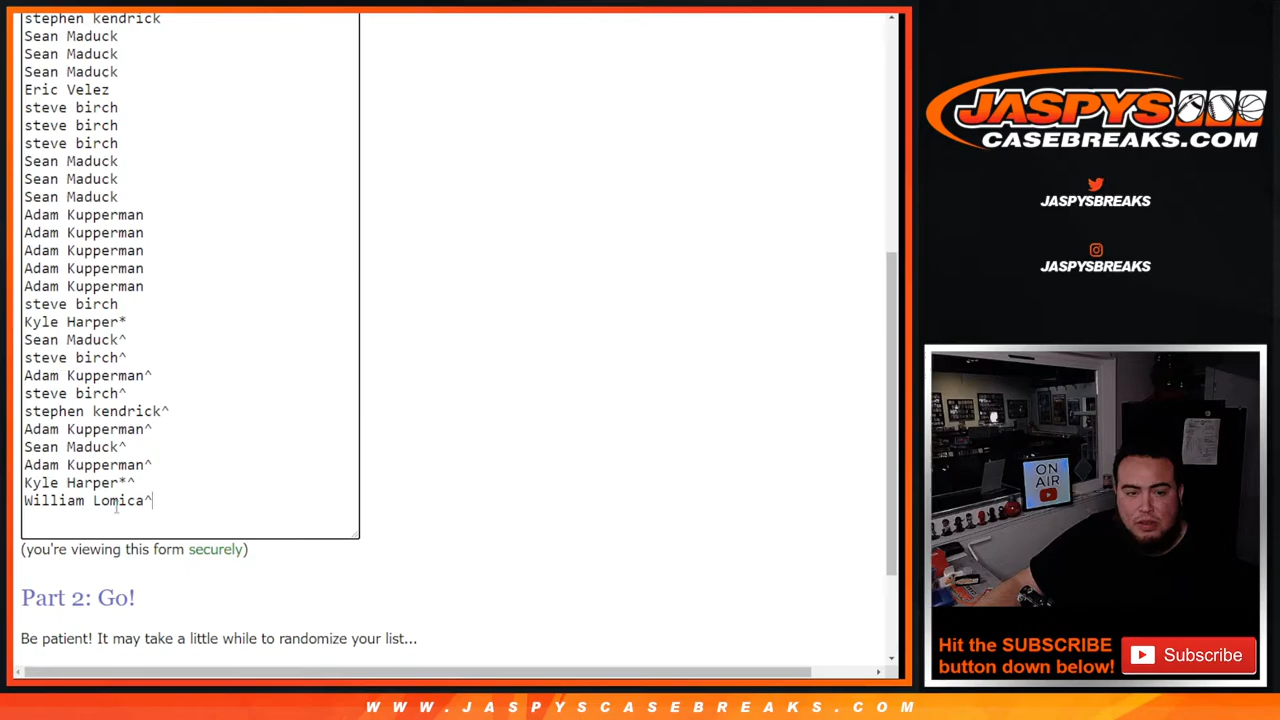 stephen kendrick
Sean Maduck
Sean Maduck
Sean Maduck
Eric Velez
steve birch
steve birch
steve birch
Sean Maduck
Sean Maduck
Sean Maduck
Adam Kupperman
Adam Kupperman
Adam Kupperman
Adam Kupperman
Adam Kupperman
steve birch
Kyle Harper*
Sean Maduck^
steve birch^
Adam Kupperman^
steve birch^
stephen kendrick^
Adam Kupperman^
Sean Maduck^
Adam Kupperman^
Kyle Harper*^
William Lomica^
(you're viewing this form securely)
Part 2: Go!
Be patient! It may take a little while to randomize your list...
JASPYS
CASEBREAKS.COM
JASPYSBREAKS
JASPYSBREAKS
ON
AIR
Hit the SUBSCRIBE
button down below!
Subscribe
WWW.JASPYSCASEBREAKS.COM